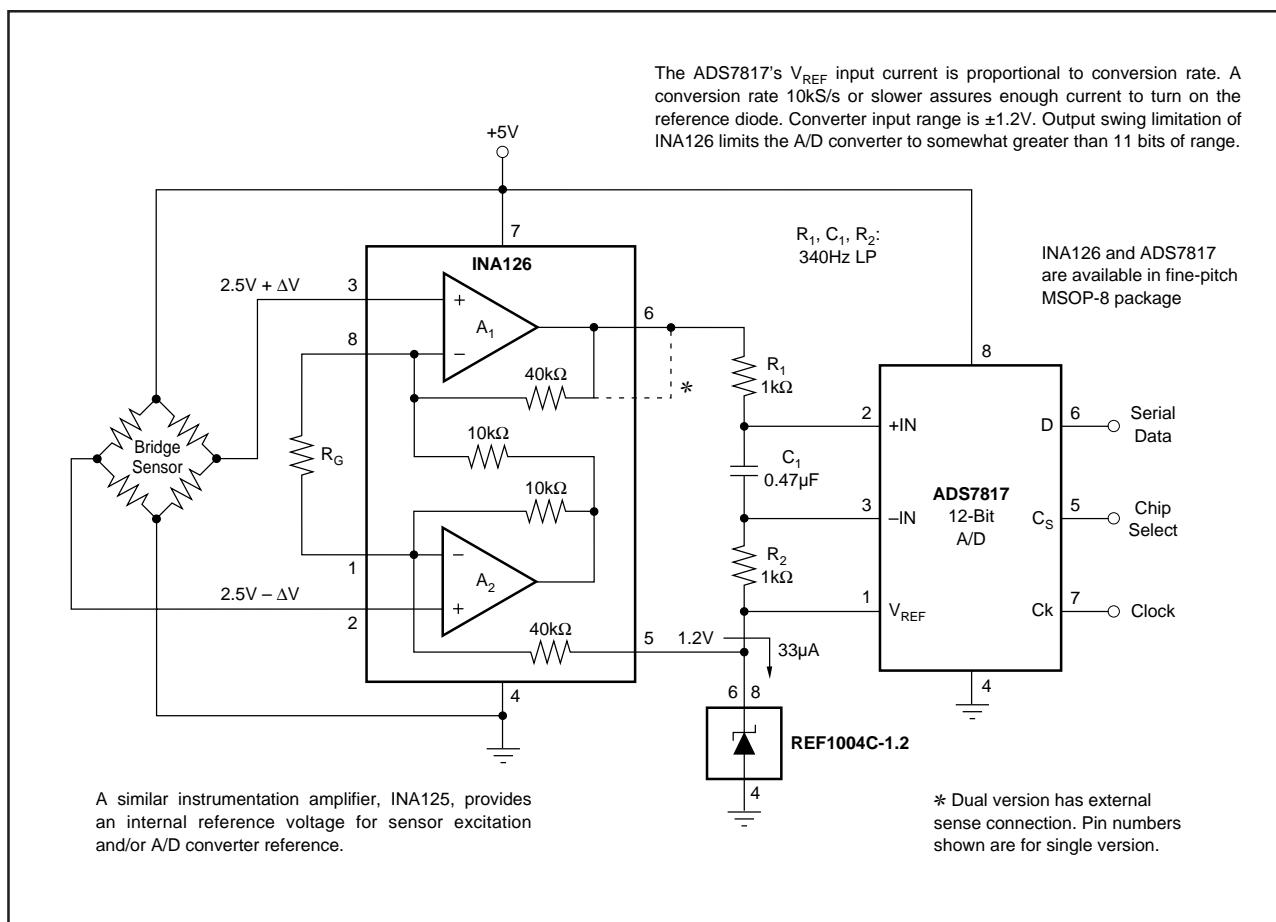 The ADS7817's VREF input current is proportional to conversion rate. A
conversion rate 10kS/s or slower assures enough current to turn on the
reference diode. Converter input range is ±1.2V. Output swing limitation of
INA126 limits the A/D converter to somewhat greater than 11 bits of range.
+5V
7
R1, C1, R2:
340Hz LP
INA126 and ADS7817
are available in fine-pitch
MSOP-8 package
INA126
2.5V + ΔV
3
+
A1
–
8
6
40kΩ
*
R1
1kΩ
8
2
+IN
D
6
Serial
Data
Bridge
Sensor
RG
10kΩ
10kΩ
C1
0.47µF
ADS7817
12-Bit
A/D
3
–IN
CS
5
Chip
Select
1
–
A2
+
R2
1kΩ
2.5V – ΔV
2
1
VREF
Ck
7
Clock
40kΩ
5
1.2V
33µA
4
4
6
8
REF1004C-1.2
4
A similar instrumentation amplifier, INA125, provides
an internal reference voltage for sensor excitation
and/or A/D converter reference.
* Dual version has external
sense connection. Pin numbers
shown are for single version.